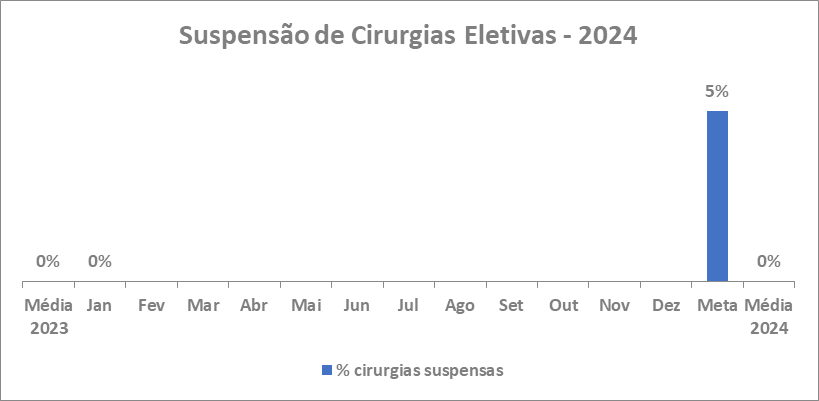 Suspensão de Cirurgias Eletivas - 2024
5%
0%
0%
0%
Média 2023
Jan
Fev
Mar
Abr
Mai
Jun
Jul
Ago
Set
Out
Nov
Dez
Meta
Média 2024
% cirurgias suspensas